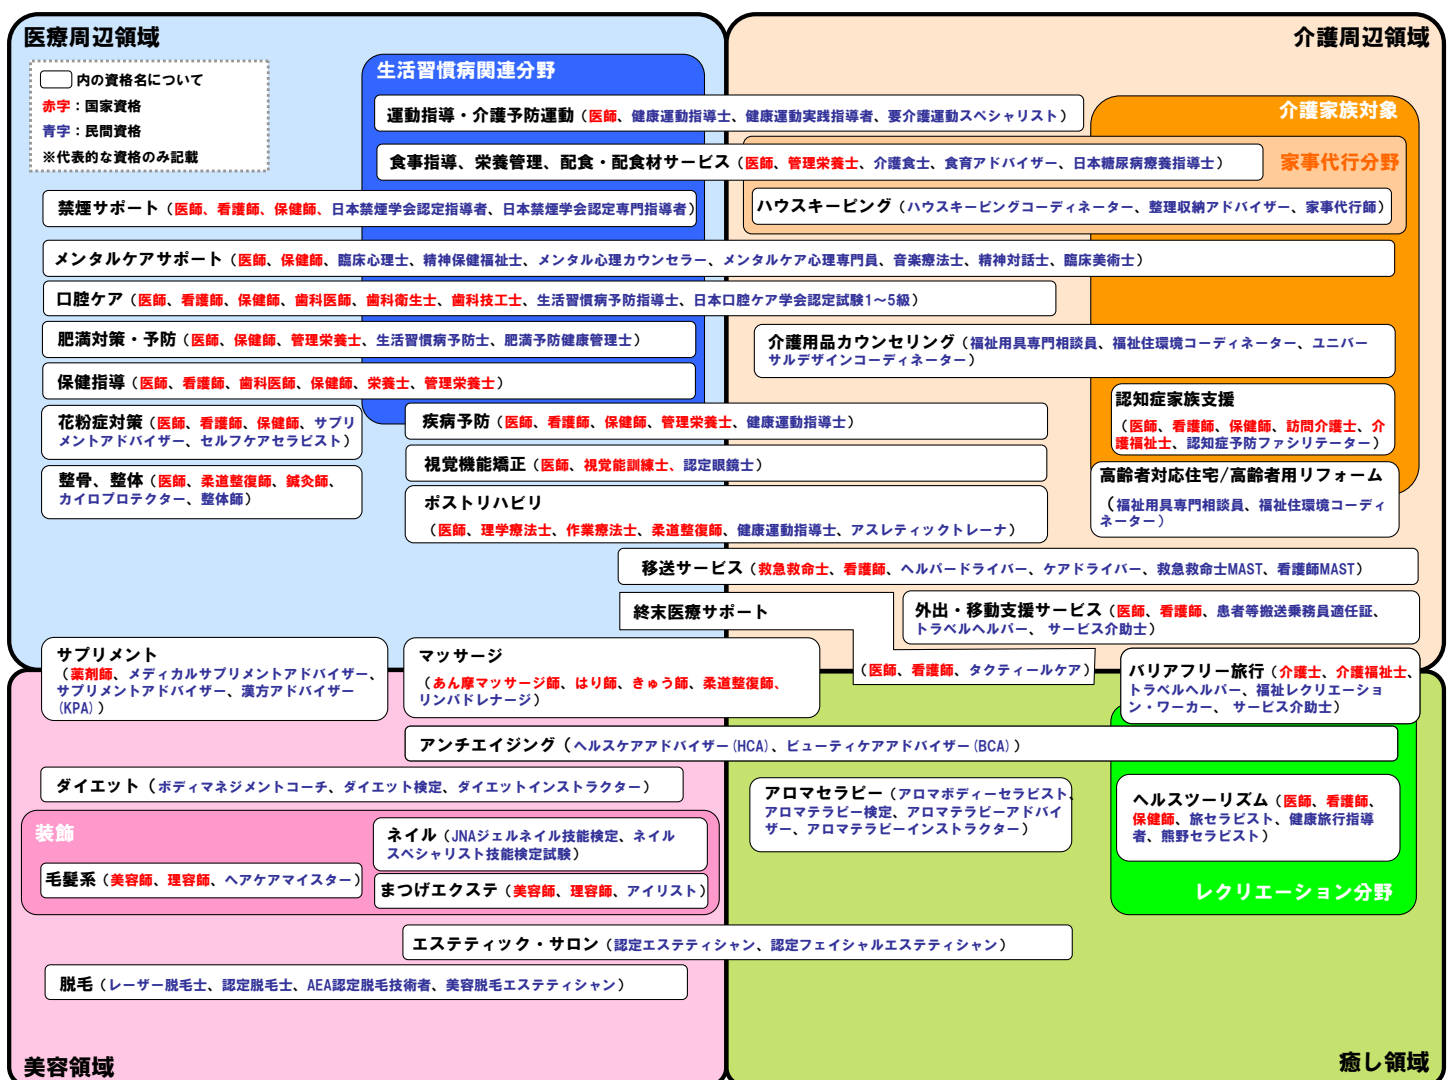 医療周辺領域
介護周辺領域
内の資格名について
赤字：国家資格
青字：民間資格
※代表的な資格のみ記載
生活習慣病関連分野
運動指導・介護予防運動（医師、健康運動指導士、健康運動実践指導者、要介護運動スペシャリスト）
介護家族対象
食事指導、栄養管理、配食・配食材サービス（医師、管理栄養士、介護食士、食育アドバイザー、日本糖尿病療養指導士）
家事代行分野
禁煙サポート（医師、看護師、保健師、日本禁煙学会認定指導者、日本禁煙学会認定専門指導者）
ハウスキーピング（ハウスキーピングコーディネーター、整理収納アドバイザー、家事代行師）
メンタルケアサポート（医師、保健師、臨床心理士、精神保健福祉士、メンタル心理カウンセラー、メンタルケア心理専門員、音楽療法士、精神対話士、臨床美術士）
口腔ケア（医師、看護師、保健師、歯科医師、歯科衛生士、歯科技工士、生活習慣病予防指導士、日本口腔ケア学会認定試験1～5級）
肥満対策・予防（医師、保健師、管理栄養士、生活習慣病予防士、肥満予防健康管理士）
介護用品カウンセリング（福祉用具専門相談員、福祉住環境コーディネーター、ユニバー
サルデザインコーディネーター）
保健指導（医師、看護師、歯科医師、保健師、栄養士、管理栄養士）
認知症家族支援
（医師、看護師、保健師、訪問介護士、介
護福祉士、認知症予防ファシリテーター）
花粉症対策（医師、看護師、保健師、サプリ
メントアドバイザー、セルフケアセラピスト）
疾病予防（医師、看護師、保健師、管理栄養士、健康運動指導士）
視覚機能矯正（医師、視覚能訓練士、認定眼鏡士）
整骨、整体（医師、柔道整復師、鍼灸師、
カイロプロテクター、整体師）
高齢者対応住宅/高齢者用リフォーム
（福祉用具専門相談員、福祉住環境コーディ
ネーター）
ポストリハビリ
（医師、理学療法士、作業療法士、柔道整復師、健康運動指導士、アスレティックトレーナ）
移送サービス（救急救命士、看護師、ヘルパードライバー、ケアドライバー、救急救命士MAST、看護師MAST）
終末医療サポート
（医師、看護師、タクティールケア）
外出・移動支援サービス（医師、看護師、患者等搬送乗務員適任証、
トラベルヘルパー、 サービス介助士）
サプリメント
（薬剤師、メディカルサプリメントアドバイザー、
サプリメントアドバイザー、漢方アドバイザー
（KPA））
マッサージ
（あん摩マッサージ師、はり師、きゅう師、柔道整復師、
リンパドレナージ）
バリアフリー旅行（介護士、介護福祉士、
トラベルヘルパー、福祉レクリエーショ
ン・ワーカー、 サービス介助士）
アンチエイジング（ヘルスケアアドバイザー（HCA）、ビューティケアアドバイザー（BCA））
ダイエット（ボディマネジメントコーチ、ダイエット検定、ダイエットインストラクター）
アロマセラピー（アロマボディーセラピスト、
アロマテラピー検定、アロマテラピーアドバイ
ザー、アロマテラピーインストラクター）
ヘルスツーリズム（医師、看護師、
保健師、旅セラピスト、健康旅行指導
者、熊野セラピスト）
レクリエーション分野
装飾
ネイル（JNAジェルネイル技能検定、ネイル
スペシャリスト技能検定試験）
毛髪系（美容師、理容師、ヘアケアマイスター）
まつげエクステ（美容師、理容師、アイリスト）
エステティック・サロン（認定エステティシャン、認定フェイシャルエステティシャン）
脱毛（レーザー脱毛士、認定脱毛士、AEA認定脱毛技術者、美容脱毛エステティシャン）
美容領域
癒し領域